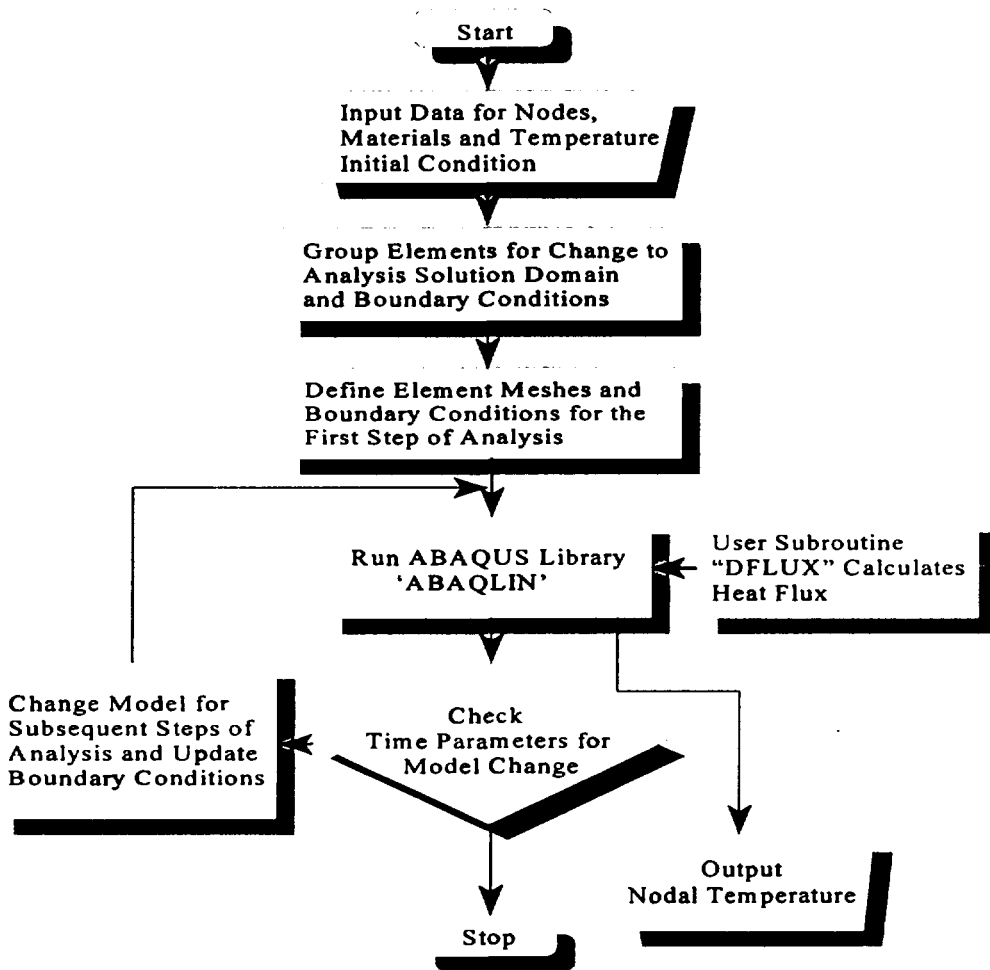 Start
Input Data for Nodes,
Materials and Temperature
Initial Condition
Group Elements for Change to
Analysis Solution Domain
and Boundary Conditions
Define Element Meshes and
Boundary Conditions for the
First Step of Analysis
Run ABAQUS Library
'ABAQLIN'
User Subroutine
“DFLUX” Calculates
Heat Flux
Change Model for
Subsequent Steps of
Analysis and Update
Boundary Conditions
Check
Time Parameters for
Model Change
Output
Nodal Temperature
Stop